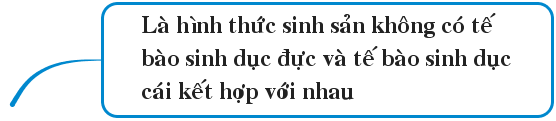 Là hình thức sinh sản không có tế
bào sinh dục đực và tế bào sinh dục
cái kết hợp với nhau